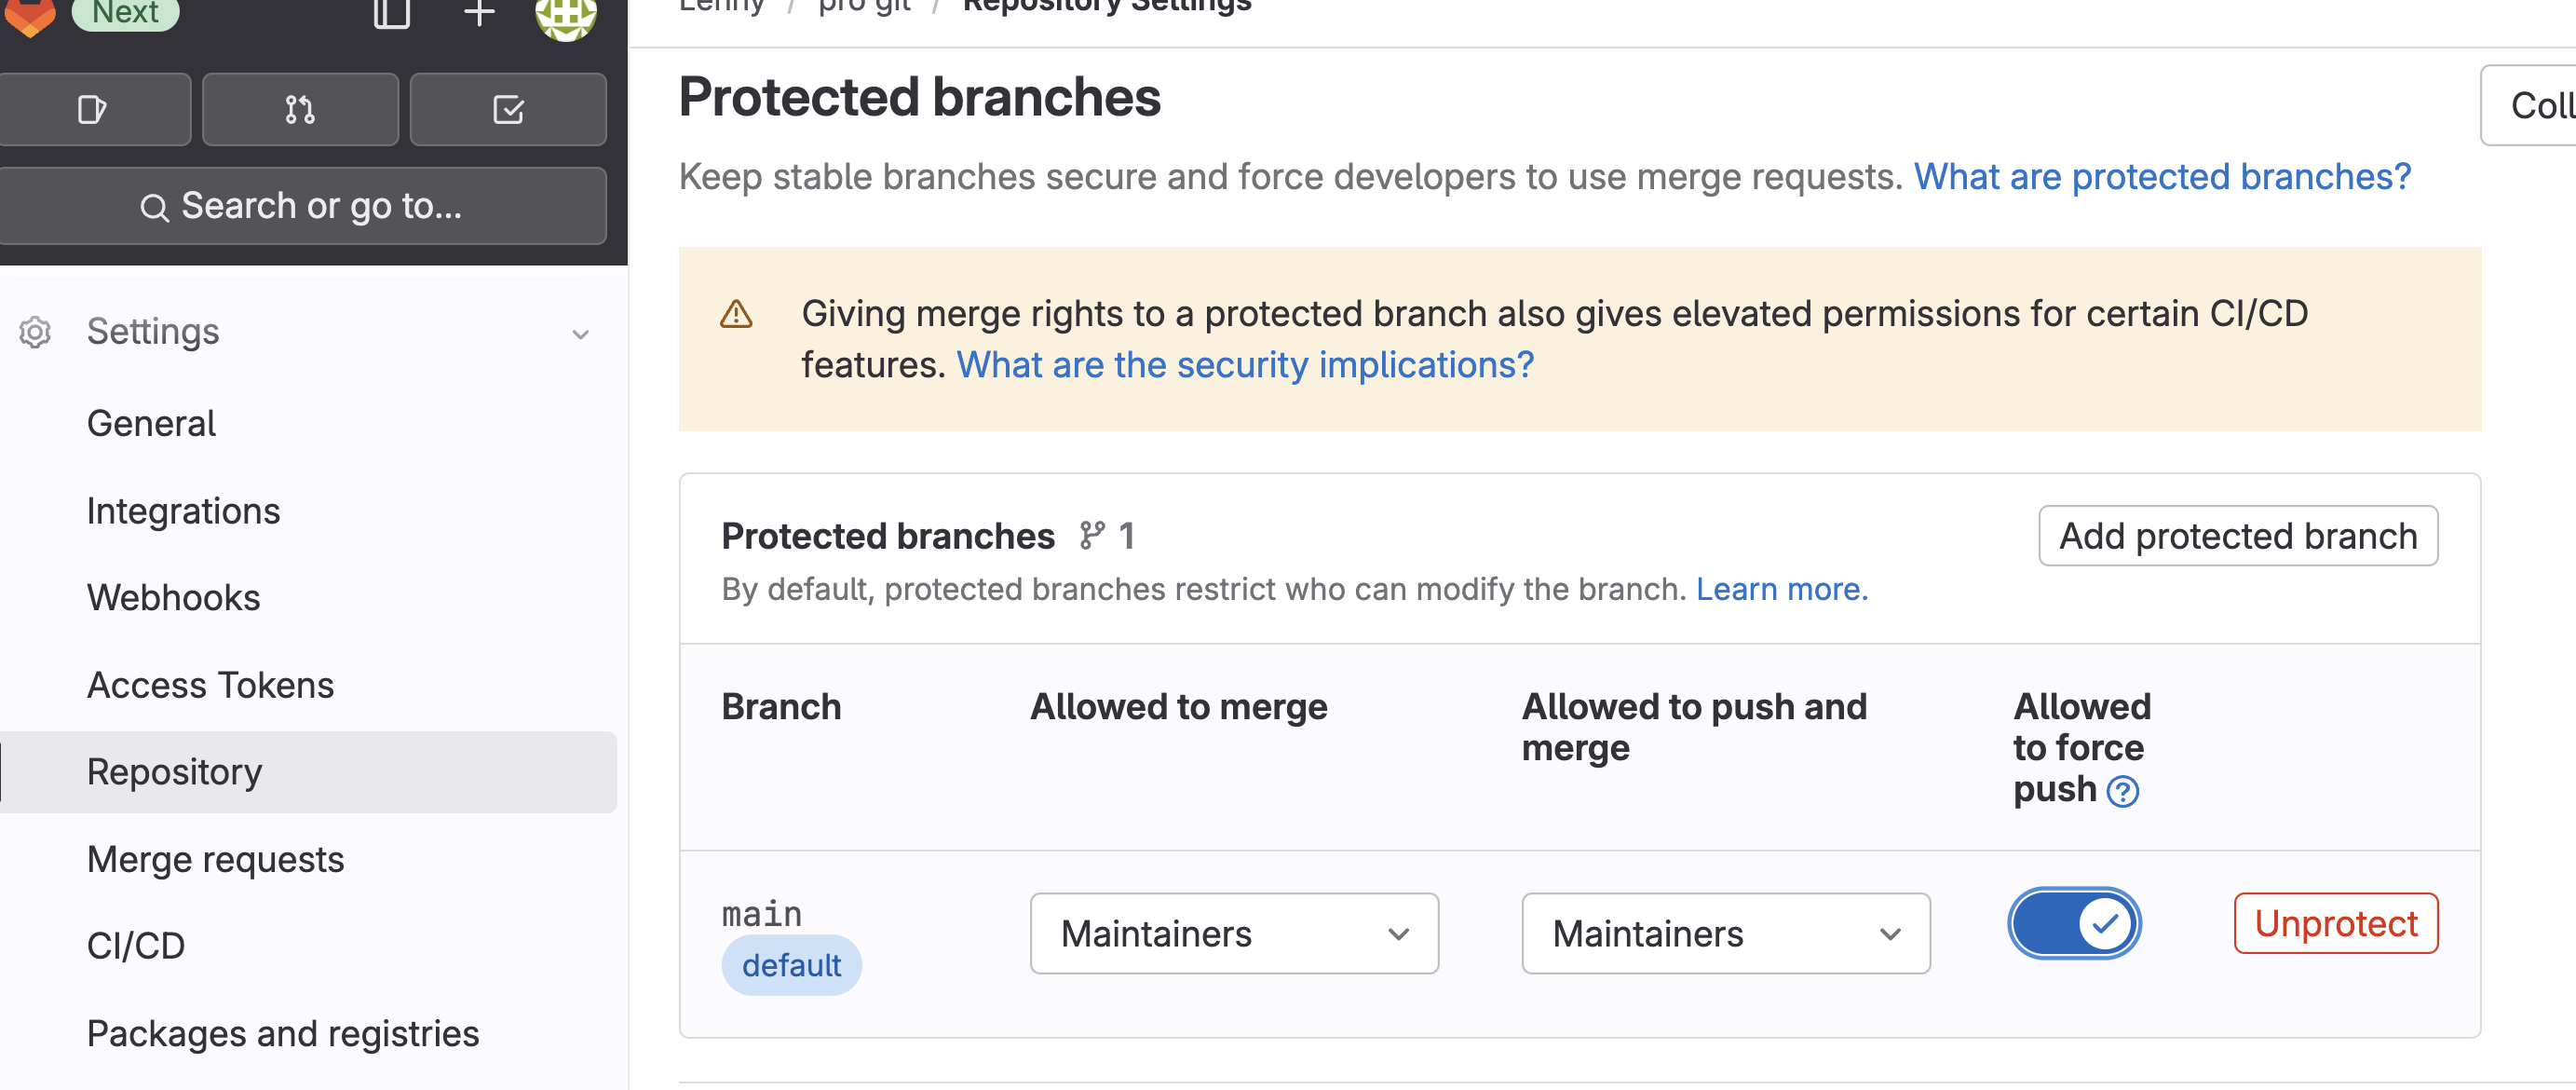 Next
Search or go to...
Settings
General
Integrations
Webhooks
Access Tokens
Repository
Merge requests
CI/CD
Packages and registries
Lenny / pro git / Repository Settings
Protected branches
Coll
Keep stable branches secure and force developers to use merge requests. What are protected branches?
Giving merge rights to a protected branch also gives elevated permissions for certain CI/CD
features. What are the security implications?
Protected branches 1
Add protected branch
By default, protected branches restrict who can modify the branch. Learn more.
Branch
Allowed to merge
Allowed to push and
merge
Allowed
to force
push
main
default
Maintainers
Maintainers
Unprotect